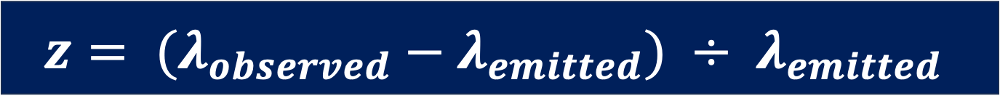 z = (λobserved − λemitted) ÷ λemitted